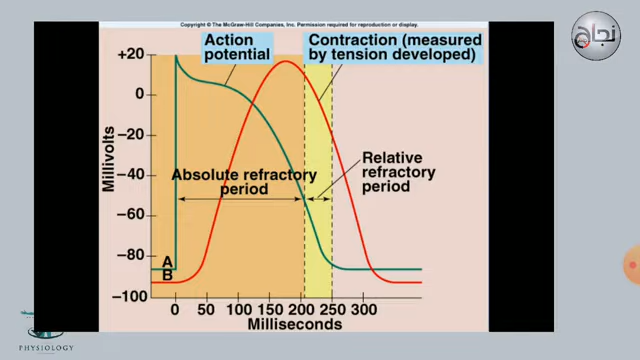 Copyright © The McGraw-Hill Companies, Inc. Permission required for reproduction or display.
نجاح
Action
potential
Contraction (measured
by tension developed)
+20
0
−20
−40
−60
−80
−100
Millivolts
Absolute refractory
period
Relative
refractory
period
A
B
0 50 100 150 200 250 300
Milliseconds
PHYSIOLOGY